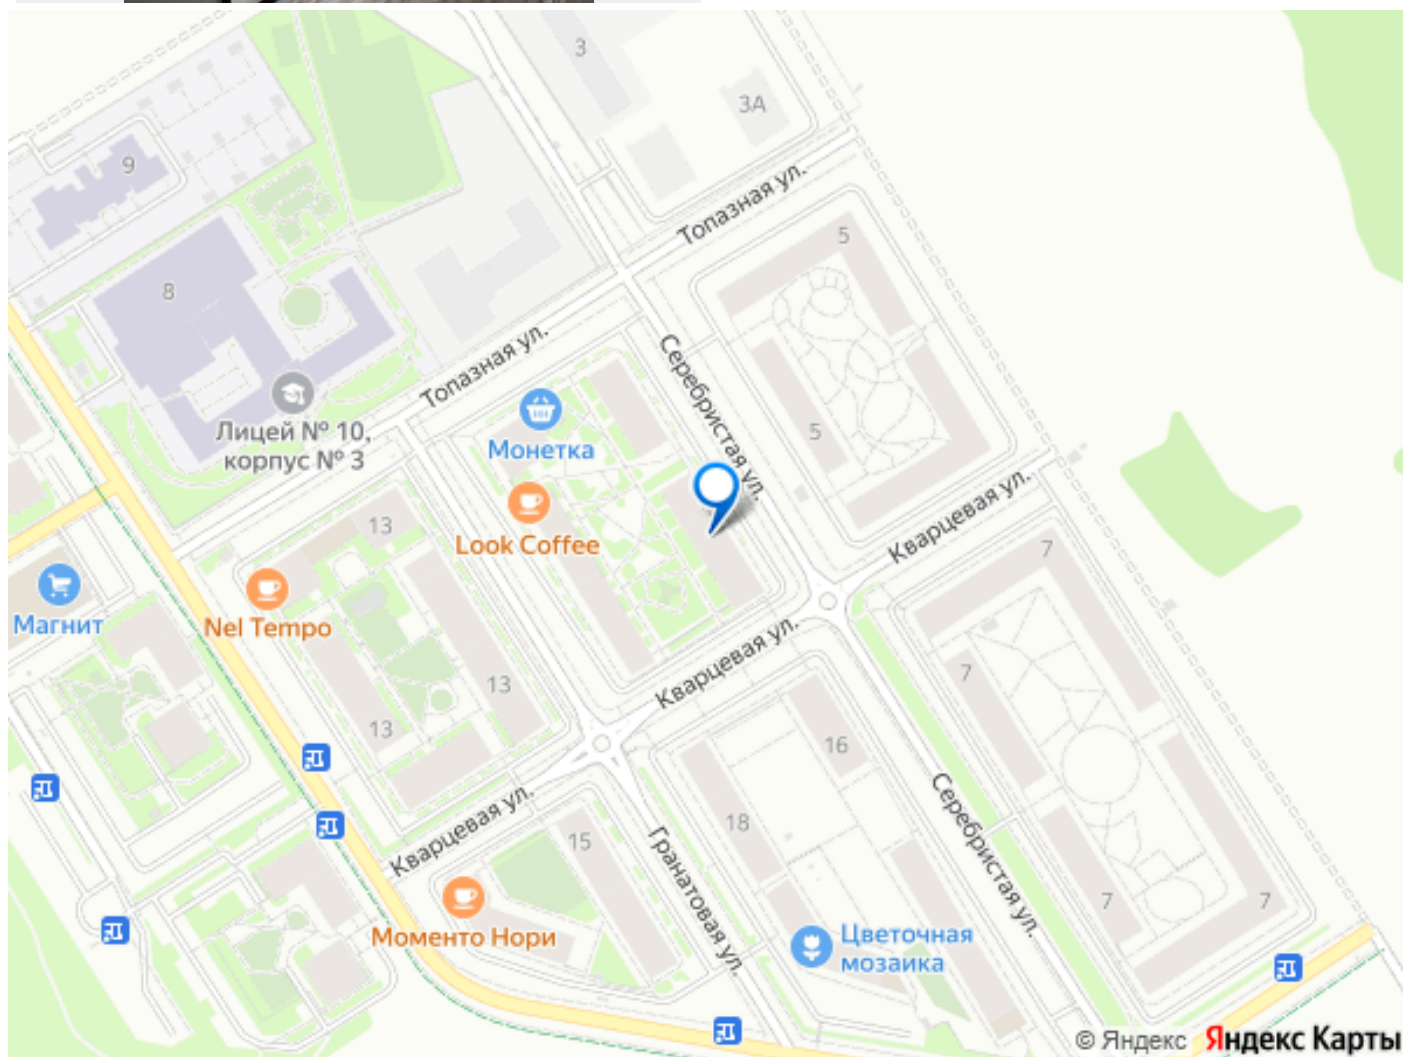 3
3А
Топазная ул.
9
5
8
Серебристая ул.
Топазная ул.
Монетка
5
Лицей № 10,
корпус № 3
Look Coffee
13
Кварцевая ул.
7
Магнит
Nel Tempo
Кварцевая ул.
7
13
13
16
Кварцевая ул.
18
15
Гранатовая ул.
Серебристая ул.
7
7
Моменто Нори
Цветочная
мозаика
© Яндекс Яндекс Карты